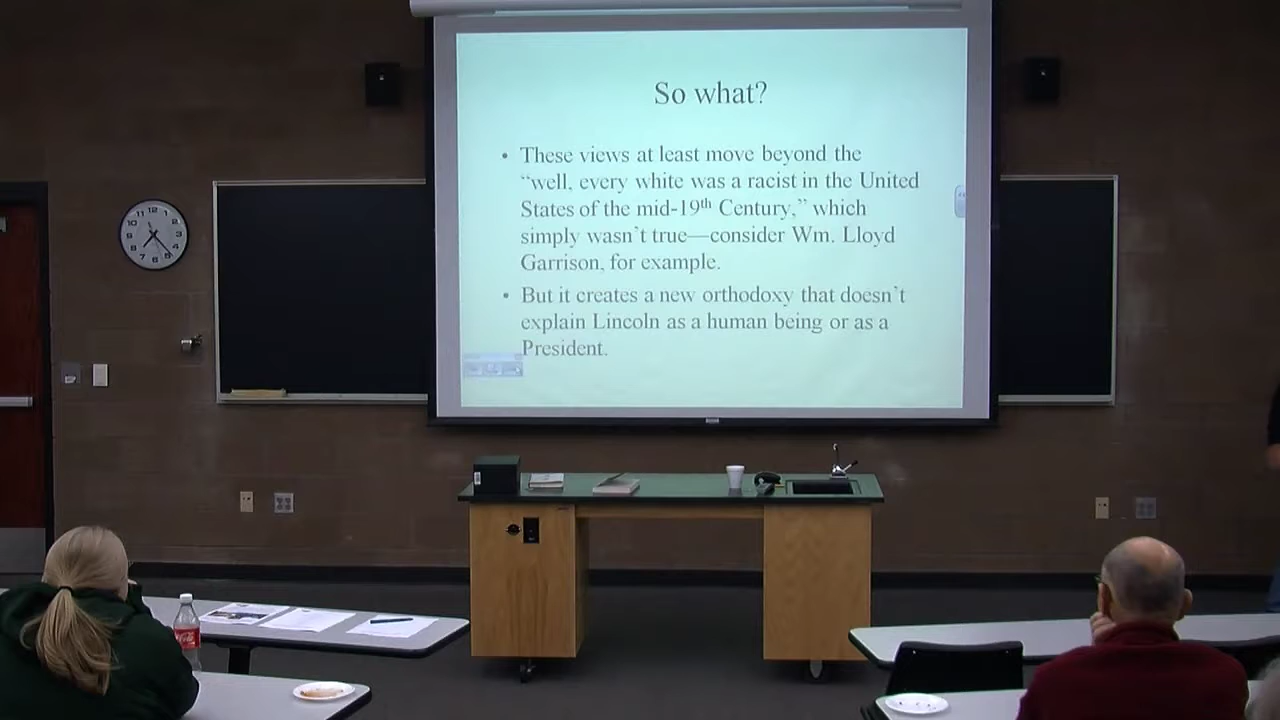 So what?
• These views at least move beyond the
“well, every white was a racist in the United
States of the mid-19th Century,” which
simply wasn’t true—consider Wm. Lloyd
Garrison, for example.
• But it creates a new orthodoxy that doesn’t
explain Lincoln as a human being or as a
President.